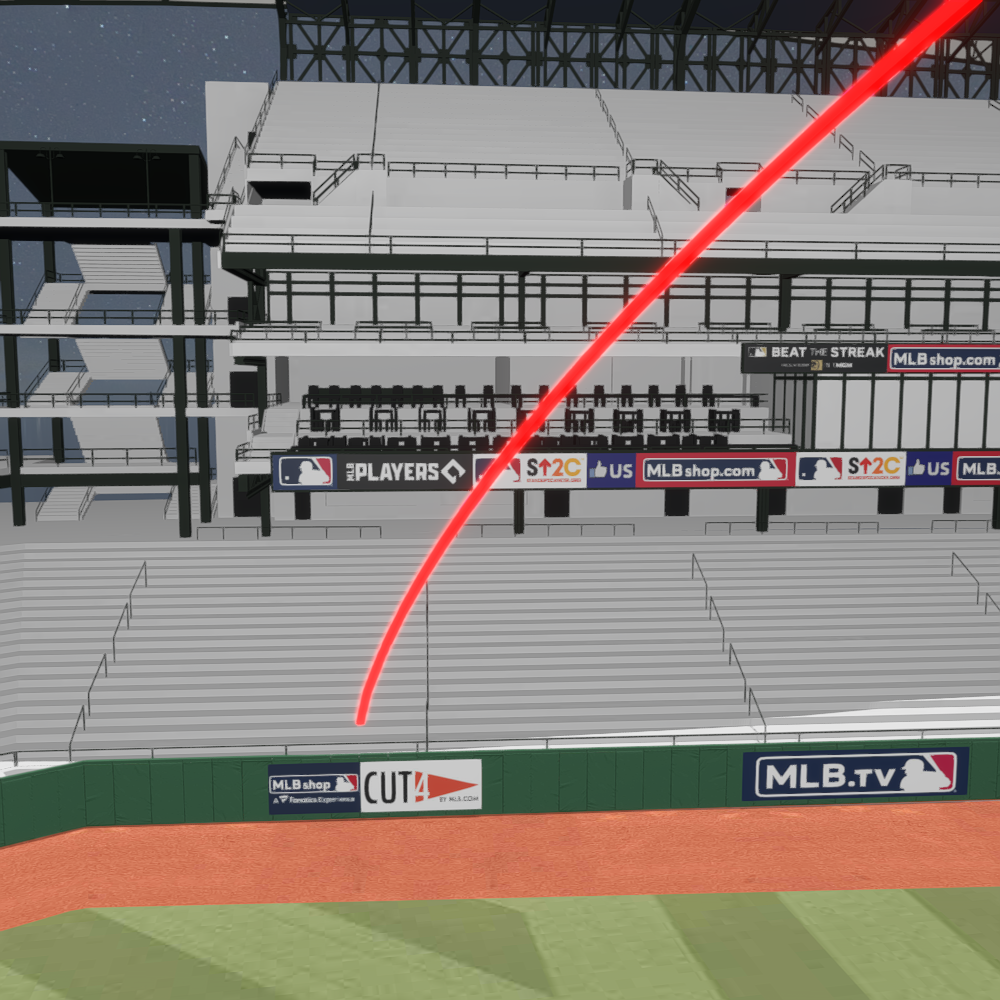 BEAT THE STREAK
MLBshop.com
MLB PLAYERS
S↑2C
US
MLBshop.com
S↑2C
US
MLB
MLBshop
Fanatics Experience
CUT4
BY MLB.COM
MLB.TV